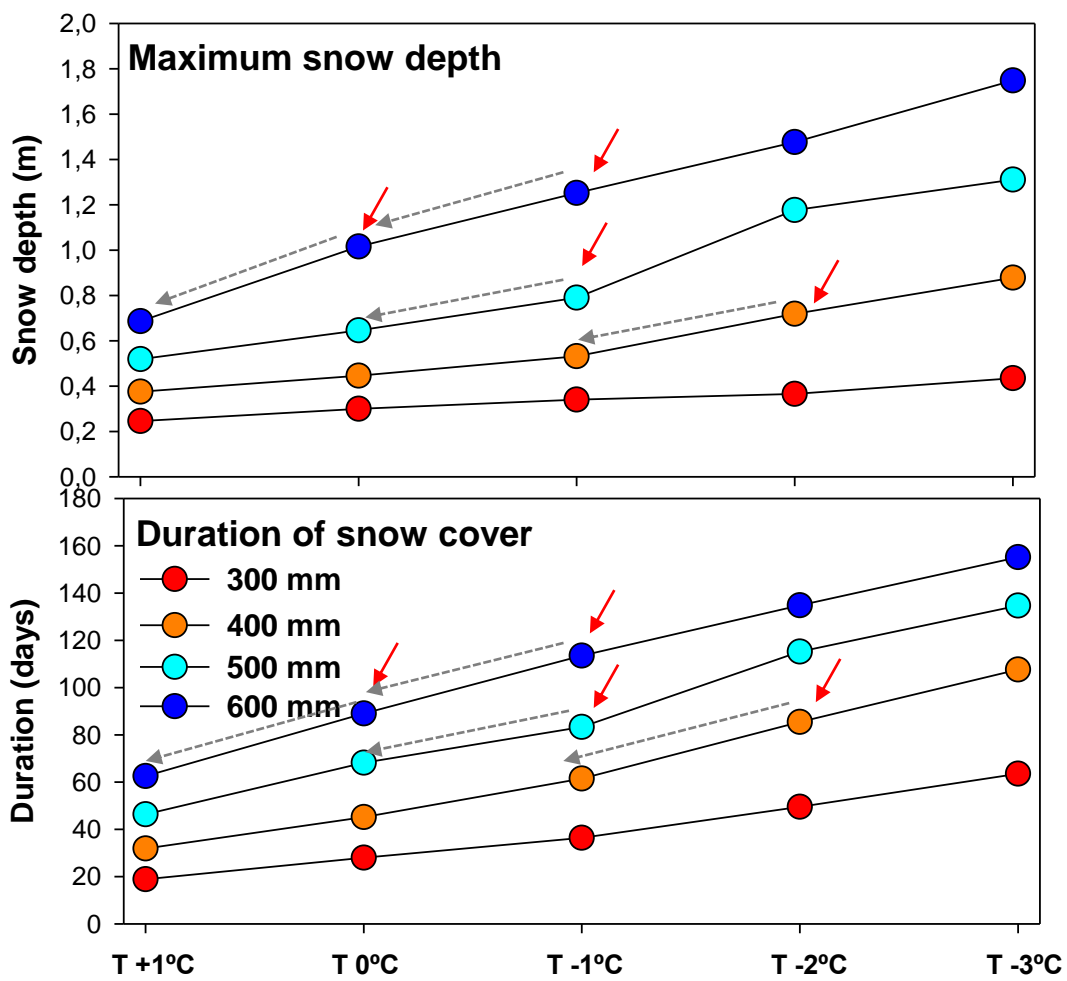 Maximum snow depth
Snow depth (m)
2,0
1,8
1,6
1,4
1,2
1,0
0,8
0,6
0,4
0,2
0,0
Duration of snow cover
300 mm
400 mm
500 mm
600 mm
Duration (days)
180
160
140
120
100
80
60
40
20
0
T +1ºC T 0ºC T -1ºC T -2ºC T -3ºC